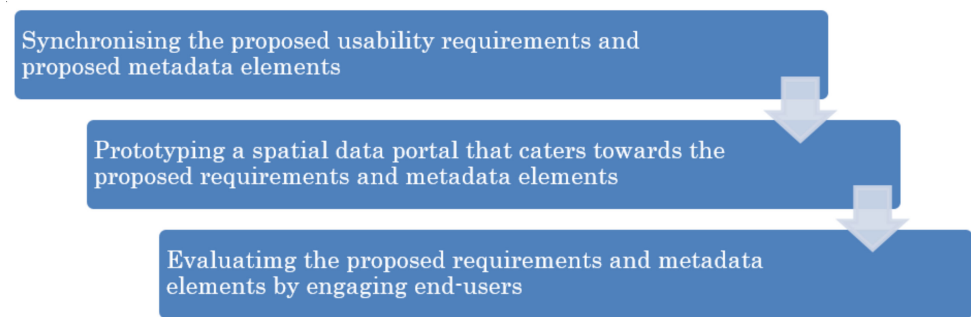 Synchronising the proposed usability requirements and
proposed metadata elements
Prototyping a spatial data portal that caters towards the
proposed requirements and metadata elements
Evaluatimg the proposed requirements and metadata
elements by engaging end-users